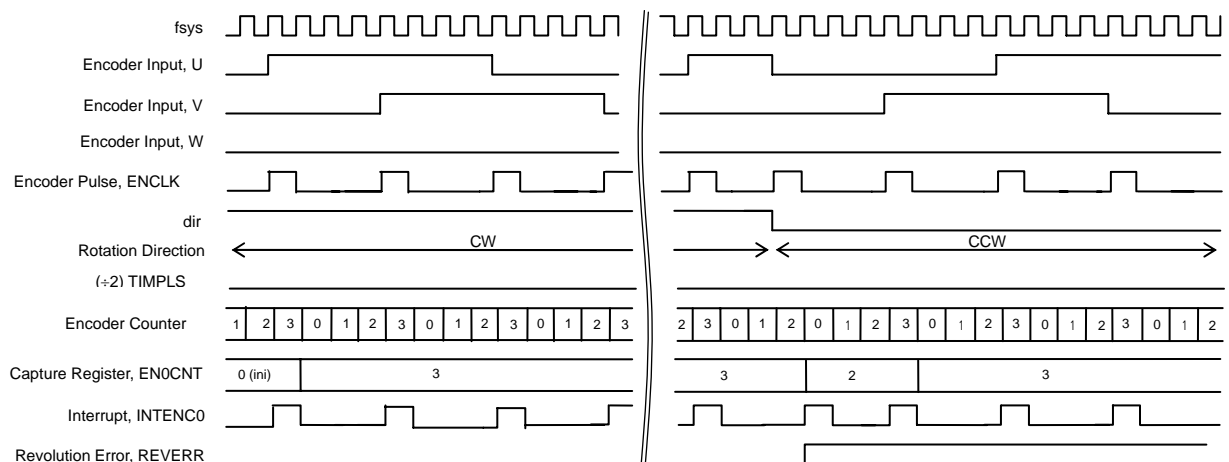 fsys
Encoder Input, U
Encoder Input, V
Encoder Input, W
Encoder Pulse, ENCLK
dir
Rotation Direction CW CCW
(÷2) TIMPLS
Encoder Counter 1 2 3 0 1 2 3 0 1 2 3 0 1 2 3 2 3 0 1 2 0 1 2 3 0 1 2 3 0 1 2 3 0 1 2
Capture Register, EN0CNT 0 (ini) 3 3 2 3
Interrupt, INTENC0
Revolution Error, REVERR